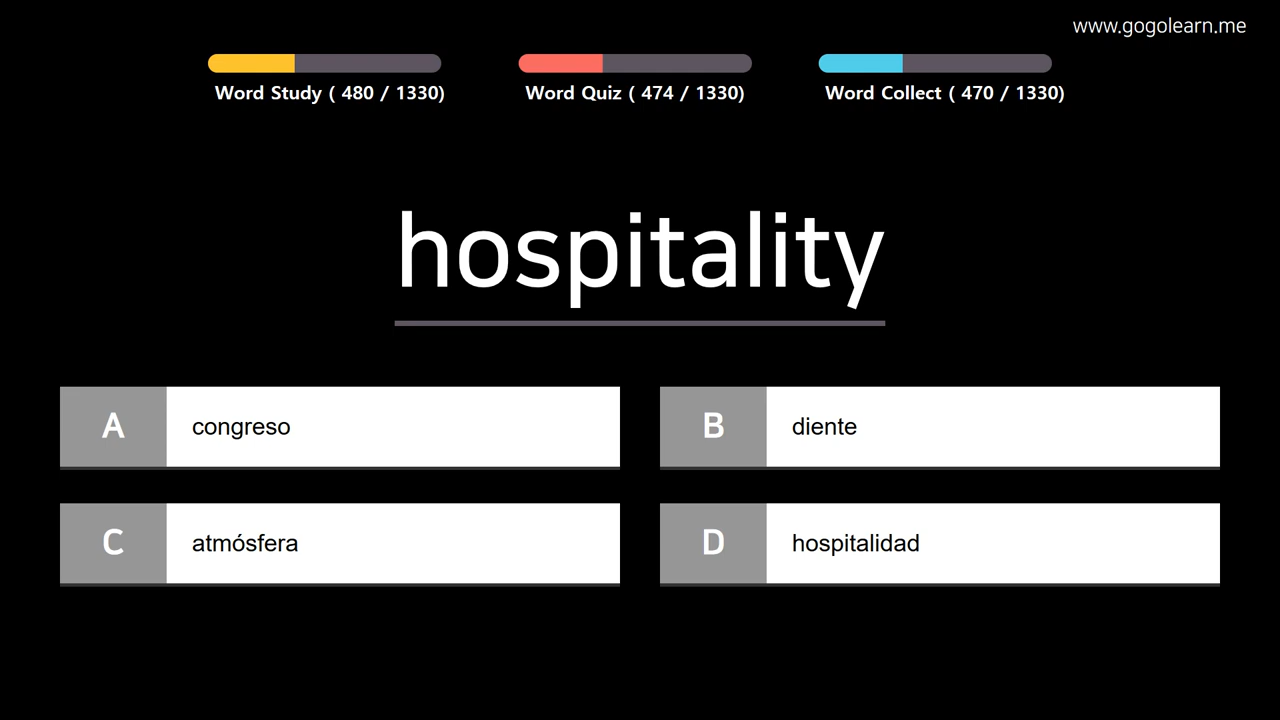 www.gogolearn.me
Word Study ( 480 / 1330)
Word Quiz ( 474 / 1330)
Word Collect ( 470 / 1330)
hospitality
A congreso
B diente
C atmósfera
D hospitalidad